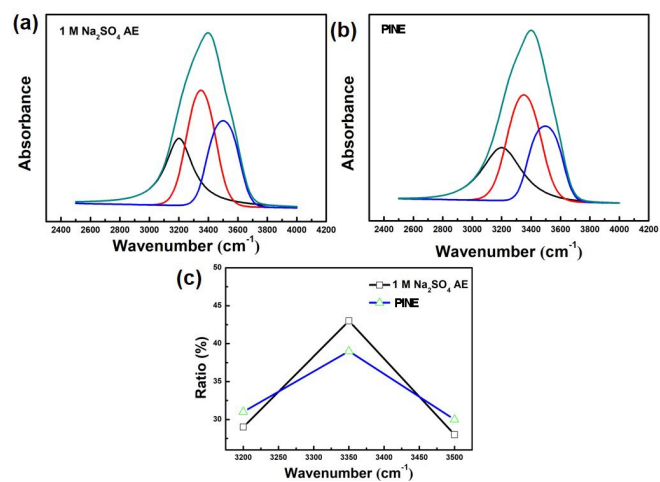 (a)
1 M Na₂SO₄ AE
Absorbance
2400 2600 2800 3000 3200 3400 3600 3800 4000 4200
Wavenumber (cm⁻¹)
(b)
PINE
Absorbance
2400 2600 2800 3000 3200 3400 3600 3800 4000 4200
Wavenumber (cm⁻¹)
(c)
1 M Na₂SO₄ AE
PINE
Ratio (%)
50
45
40
35
30
3200 3250 3300 3350 3400 3450 3500
Wavenumber (cm⁻¹)